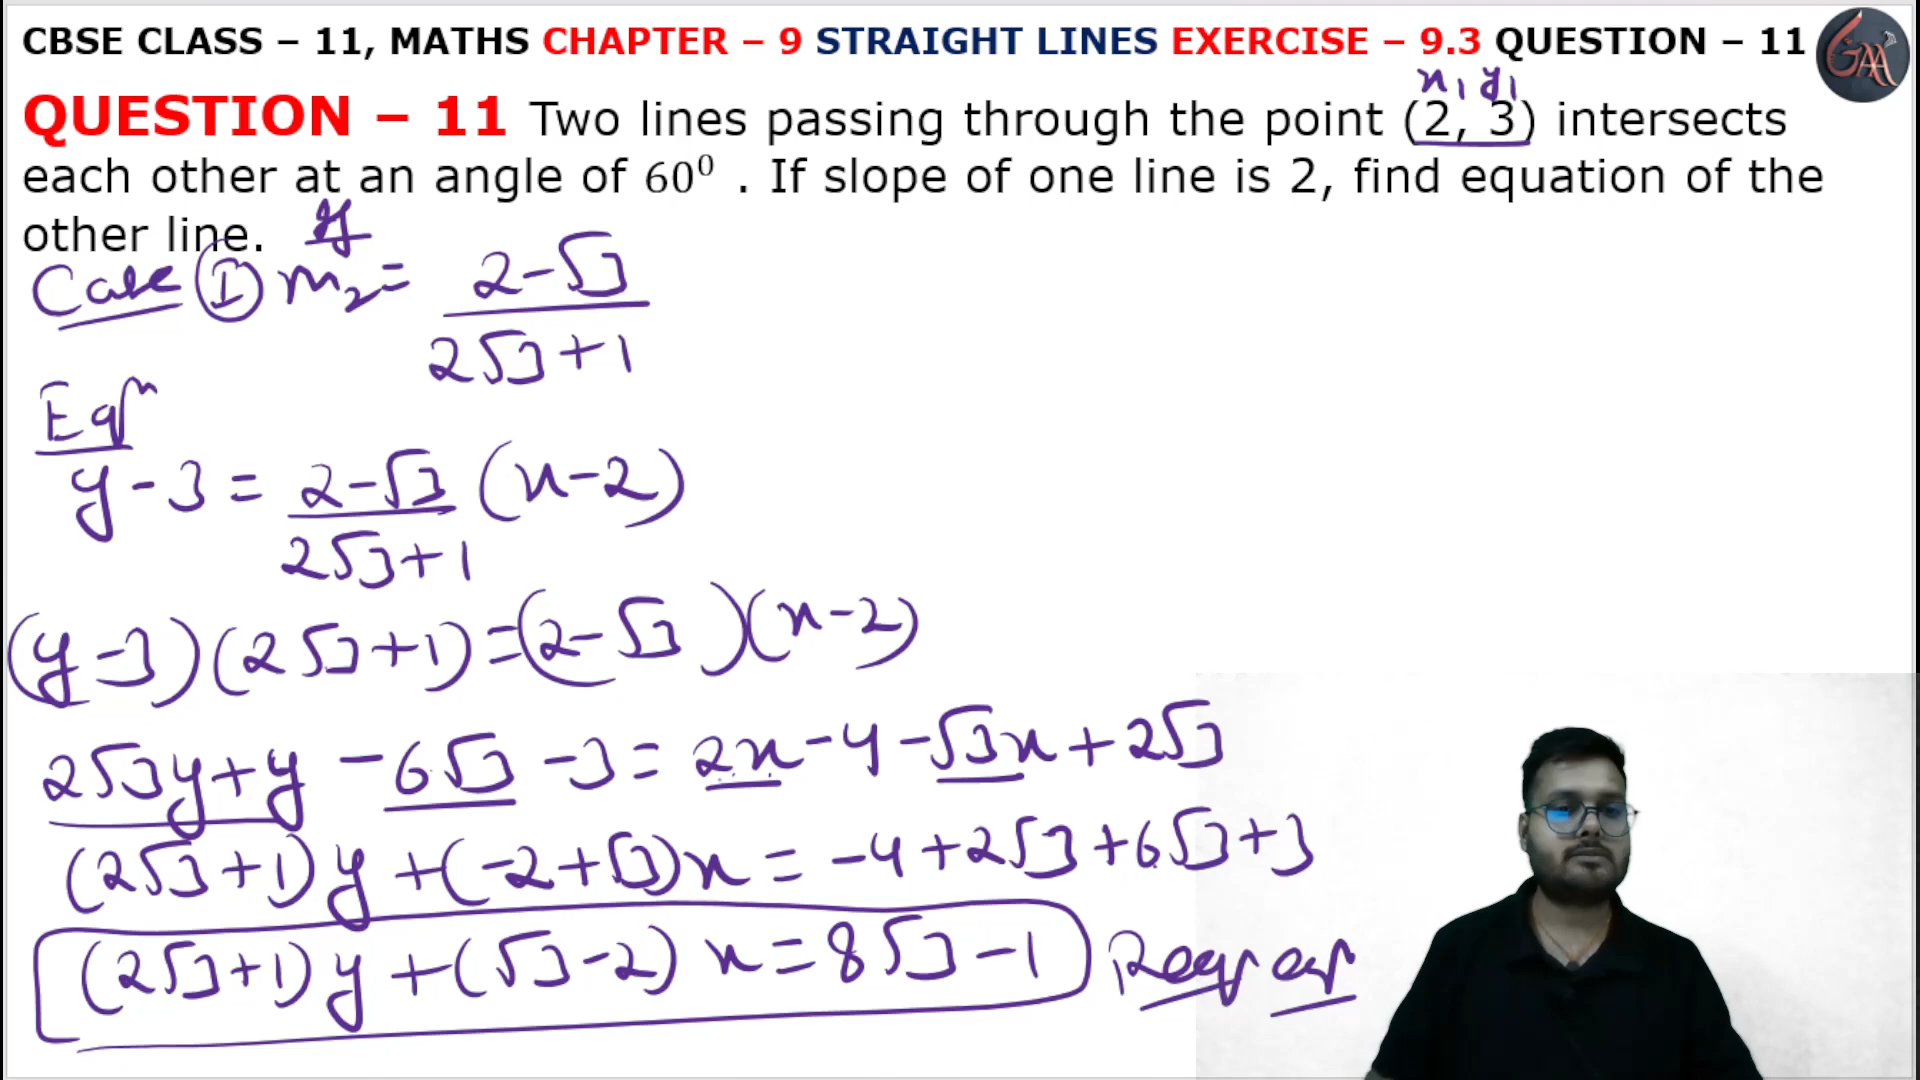 CBSE CLASS – 11, MATHS CHAPTER – 9 STRAIGHT LINES EXERCISE – 9.3 QUESTION – 11
x₁ y₁
QUESTION – 11 Two lines passing through the point (2, 3) intersects
each other at an angle of 60⁰ . If slope of one line is 2, find equation of the
other line.
Case Ⓘ m₂ = (2-√3)/(2√3+1)
Eqⁿ
y - 3 = (2-√3)/(2√3+1) (x-2)
(y-3)(2√3+1) = (2-√3)(x-2)
2√3y + y - 6√3 - 3 = 2x - 4 - √3x + 2√3
(2√3+1)y + (-2+√3)x = -4+2√3+6√3+3
(2√3+1)y + (√3-2)x = 8√3-1